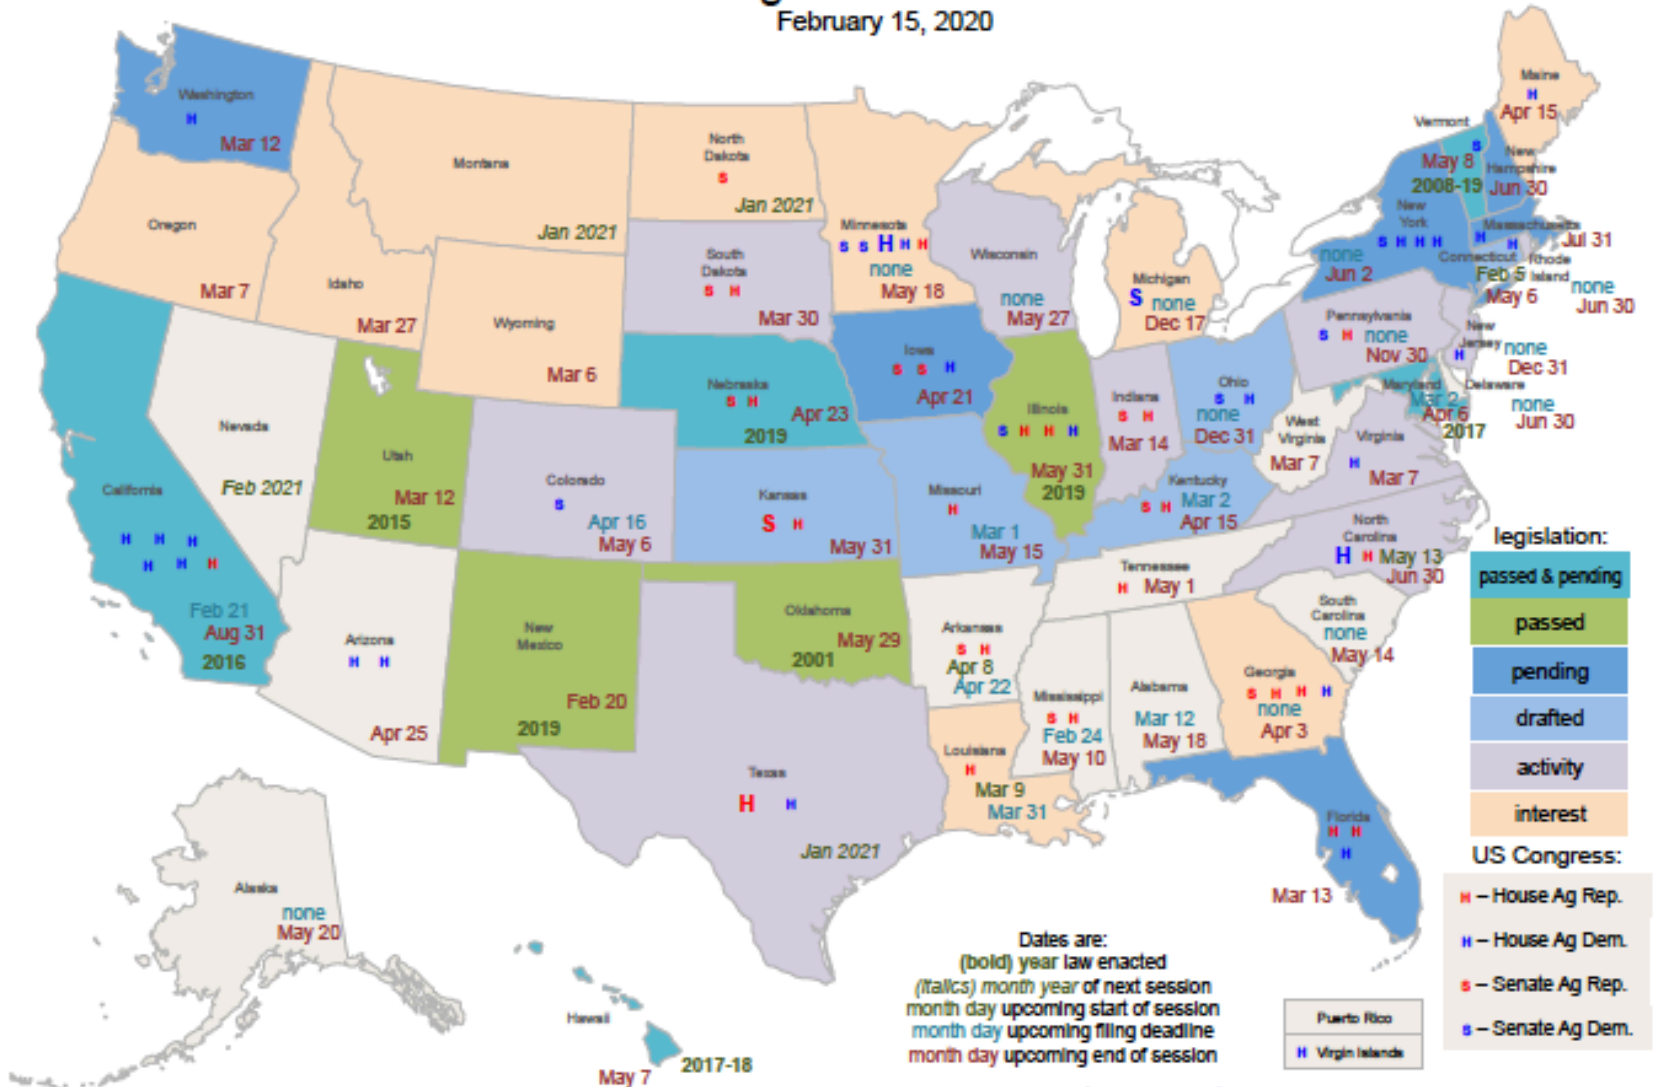 February 15, 2020
Washington
H
Mar 12
Oregon
Mar 7
Idaho
Mar 27
Montana
Jan 2021
North
Dakota
S
Jan 2021
South
Dakota
S H
Mar 30
Wyoming
Mar 6
Minnesota
S S H H H
none
May 18
Wisconsin
none
May 27
Michigan
S none
Dec 17
Maine
H
Apr 15
Vermont
S
May 8
2008-19
New
Hampshire
Jun 30
New
York
S H H H
none
Jun 2
Massachusetts
H
H
Jul 31
Connecticut
Feb 5
May 6
Rhode
Island
none
Jun 30
Pennsylvania
S H none
Nov 30
New
Jersey
H
none
Dec 31
Maryland
Mar 2
Apr 6
2017
Delaware
none
Jun 30
California
H H H
H H H
Feb 21
Aug 31
2016
Nevada
Feb 2021
Utah
Mar 12
2015
Colorado
S
Apr 16
May 6
Nebraska
S H
Apr 23
2019
Kansas
S H
May 31
Iowa
S S H
Apr 21
Missouri
H
Mar 1
May 15
Illinois
S H H H
May 31
2019
Indiana
S H
Mar 14
Ohio
S H
none
Dec 31
Kentucky
S H Mar 2
Apr 15
West
Virginia
Mar 7
Virginia
H
Mar 7
North
Carolina
H H May 13
Jun 30
Tennessee
H May 1
South
Carolina
none
May 14
Arizona
H H
Apr 25
New
Mexico
Feb 20
2019
Oklahoma
May 29
2001
Texas
H H
Jan 2021
Arkansas
S H
Apr 8
Apr 22
Louisiana
H
Mar 9
Mar 31
Mississippi
S H
Feb 24
May 10
Alabama
Mar 12
May 18
Georgia
S H H H
none
Apr 3
Florida
H H
H
Mar 13
Alaska
none
May 20
Hawaii
2017-18
May 7
Dates are:
(bold) year law enacted
(italics) month year of next session
month day upcoming start of session
month day upcoming filing deadline
month day upcoming end of session
Puerto Rico
H Virgin Islands
legislation:
passed & pending
passed
pending
drafted
activity
interest
US Congress:
H – House Ag Rep.
H – House Ag Dem.
S – Senate Ag Rep.
S – Senate Ag Dem.